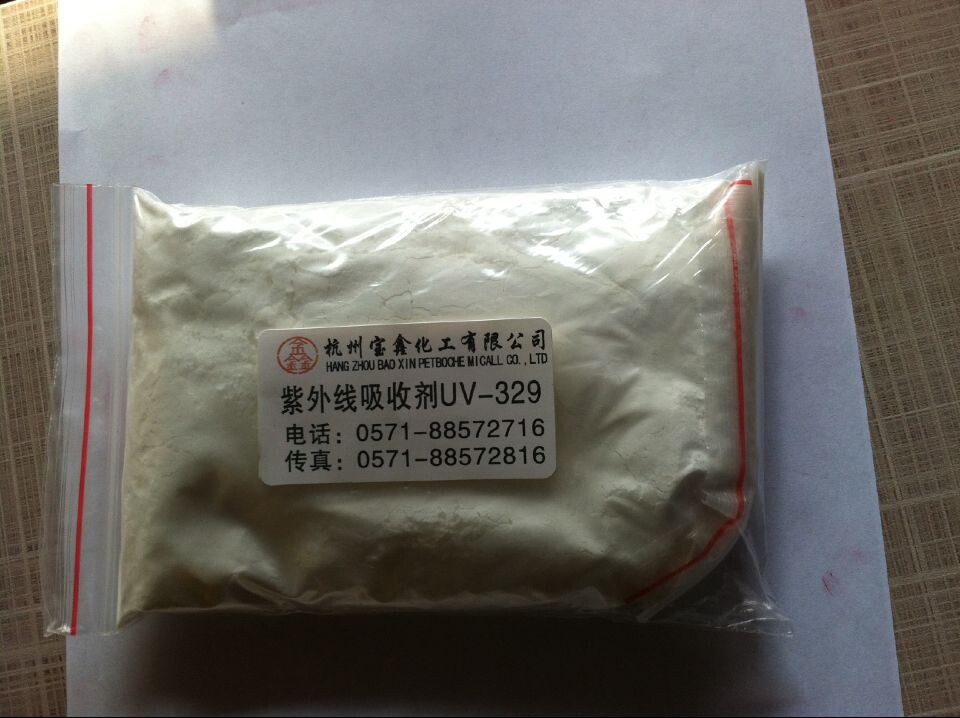 杭州宝鑫化工有限公司
HANG ZHOU BAO XIN PETBOCHE MICALL CO., LTD
紫外线吸收剂UV-329
电话: 0571-88572716
传真: 0571-88572816